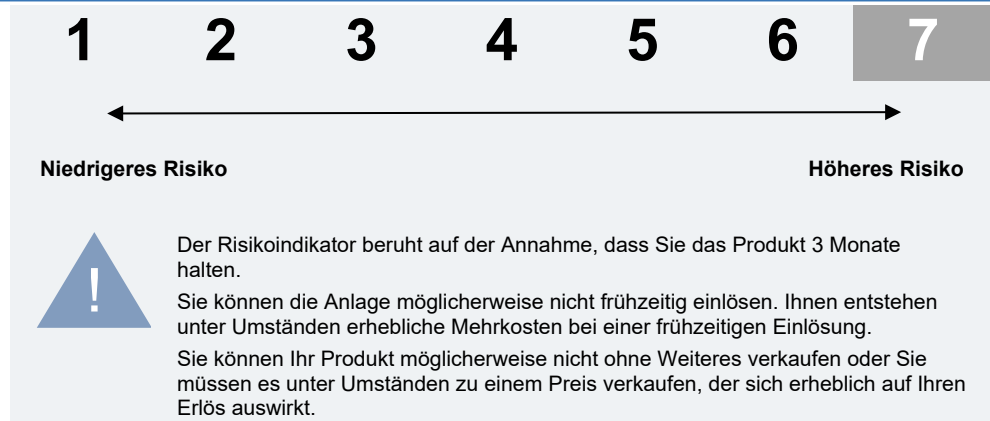 1 2 3 4 5 6 7
Niedrigeres Risiko Höheres Risiko
!
Der Risikoindikator beruht auf der Annahme, dass Sie das Produkt 3 Monate
halten.
Sie können die Anlage möglicherweise nicht frühzeitig einlösen. Ihnen entstehen
unter Umständen erhebliche Mehrkosten bei einer frühzeitigen Einlösung.
Sie können Ihr Produkt möglicherweise nicht ohne Weiteres verkaufen oder Sie
müssen es unter Umständen zu einem Preis verkaufen, der sich erheblich auf Ihren
Erlös auswirkt.